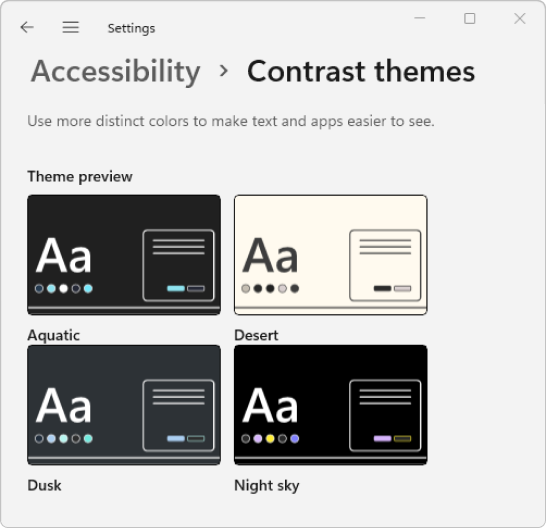 Settings
Accessibility > Contrast themes
Use more distinct colors to make text and apps easier to see.
Theme preview
Aa Aa
Aquatic Desert
Aa Aa
Dusk Night sky